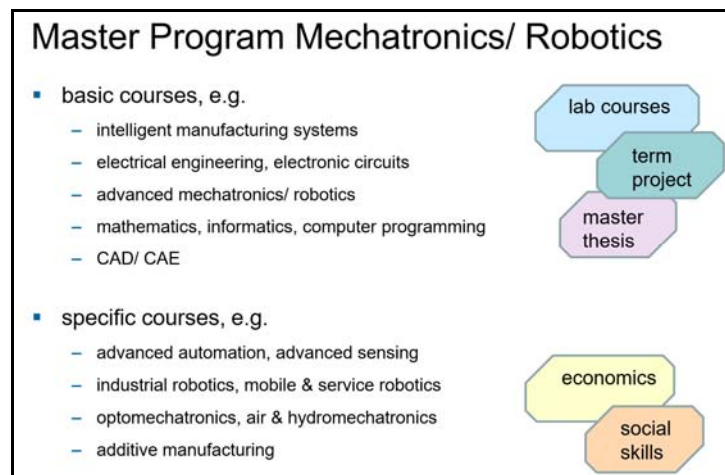 Master Program Mechatronics/ Robotics
▪ basic courses, e.g.
– intelligent manufacturing systems
– electrical engineering, electronic circuits
– advanced mechatronics/ robotics
– mathematics, informatics, computer programming
– CAD/ CAE
lab courses
term
project
master
thesis
▪ specific courses, e.g.
– advanced automation, advanced sensing
– industrial robotics, mobile & service robotics
– optomechatronics, air & hydromechatronics
– additive manufacturing
economics
social
skills